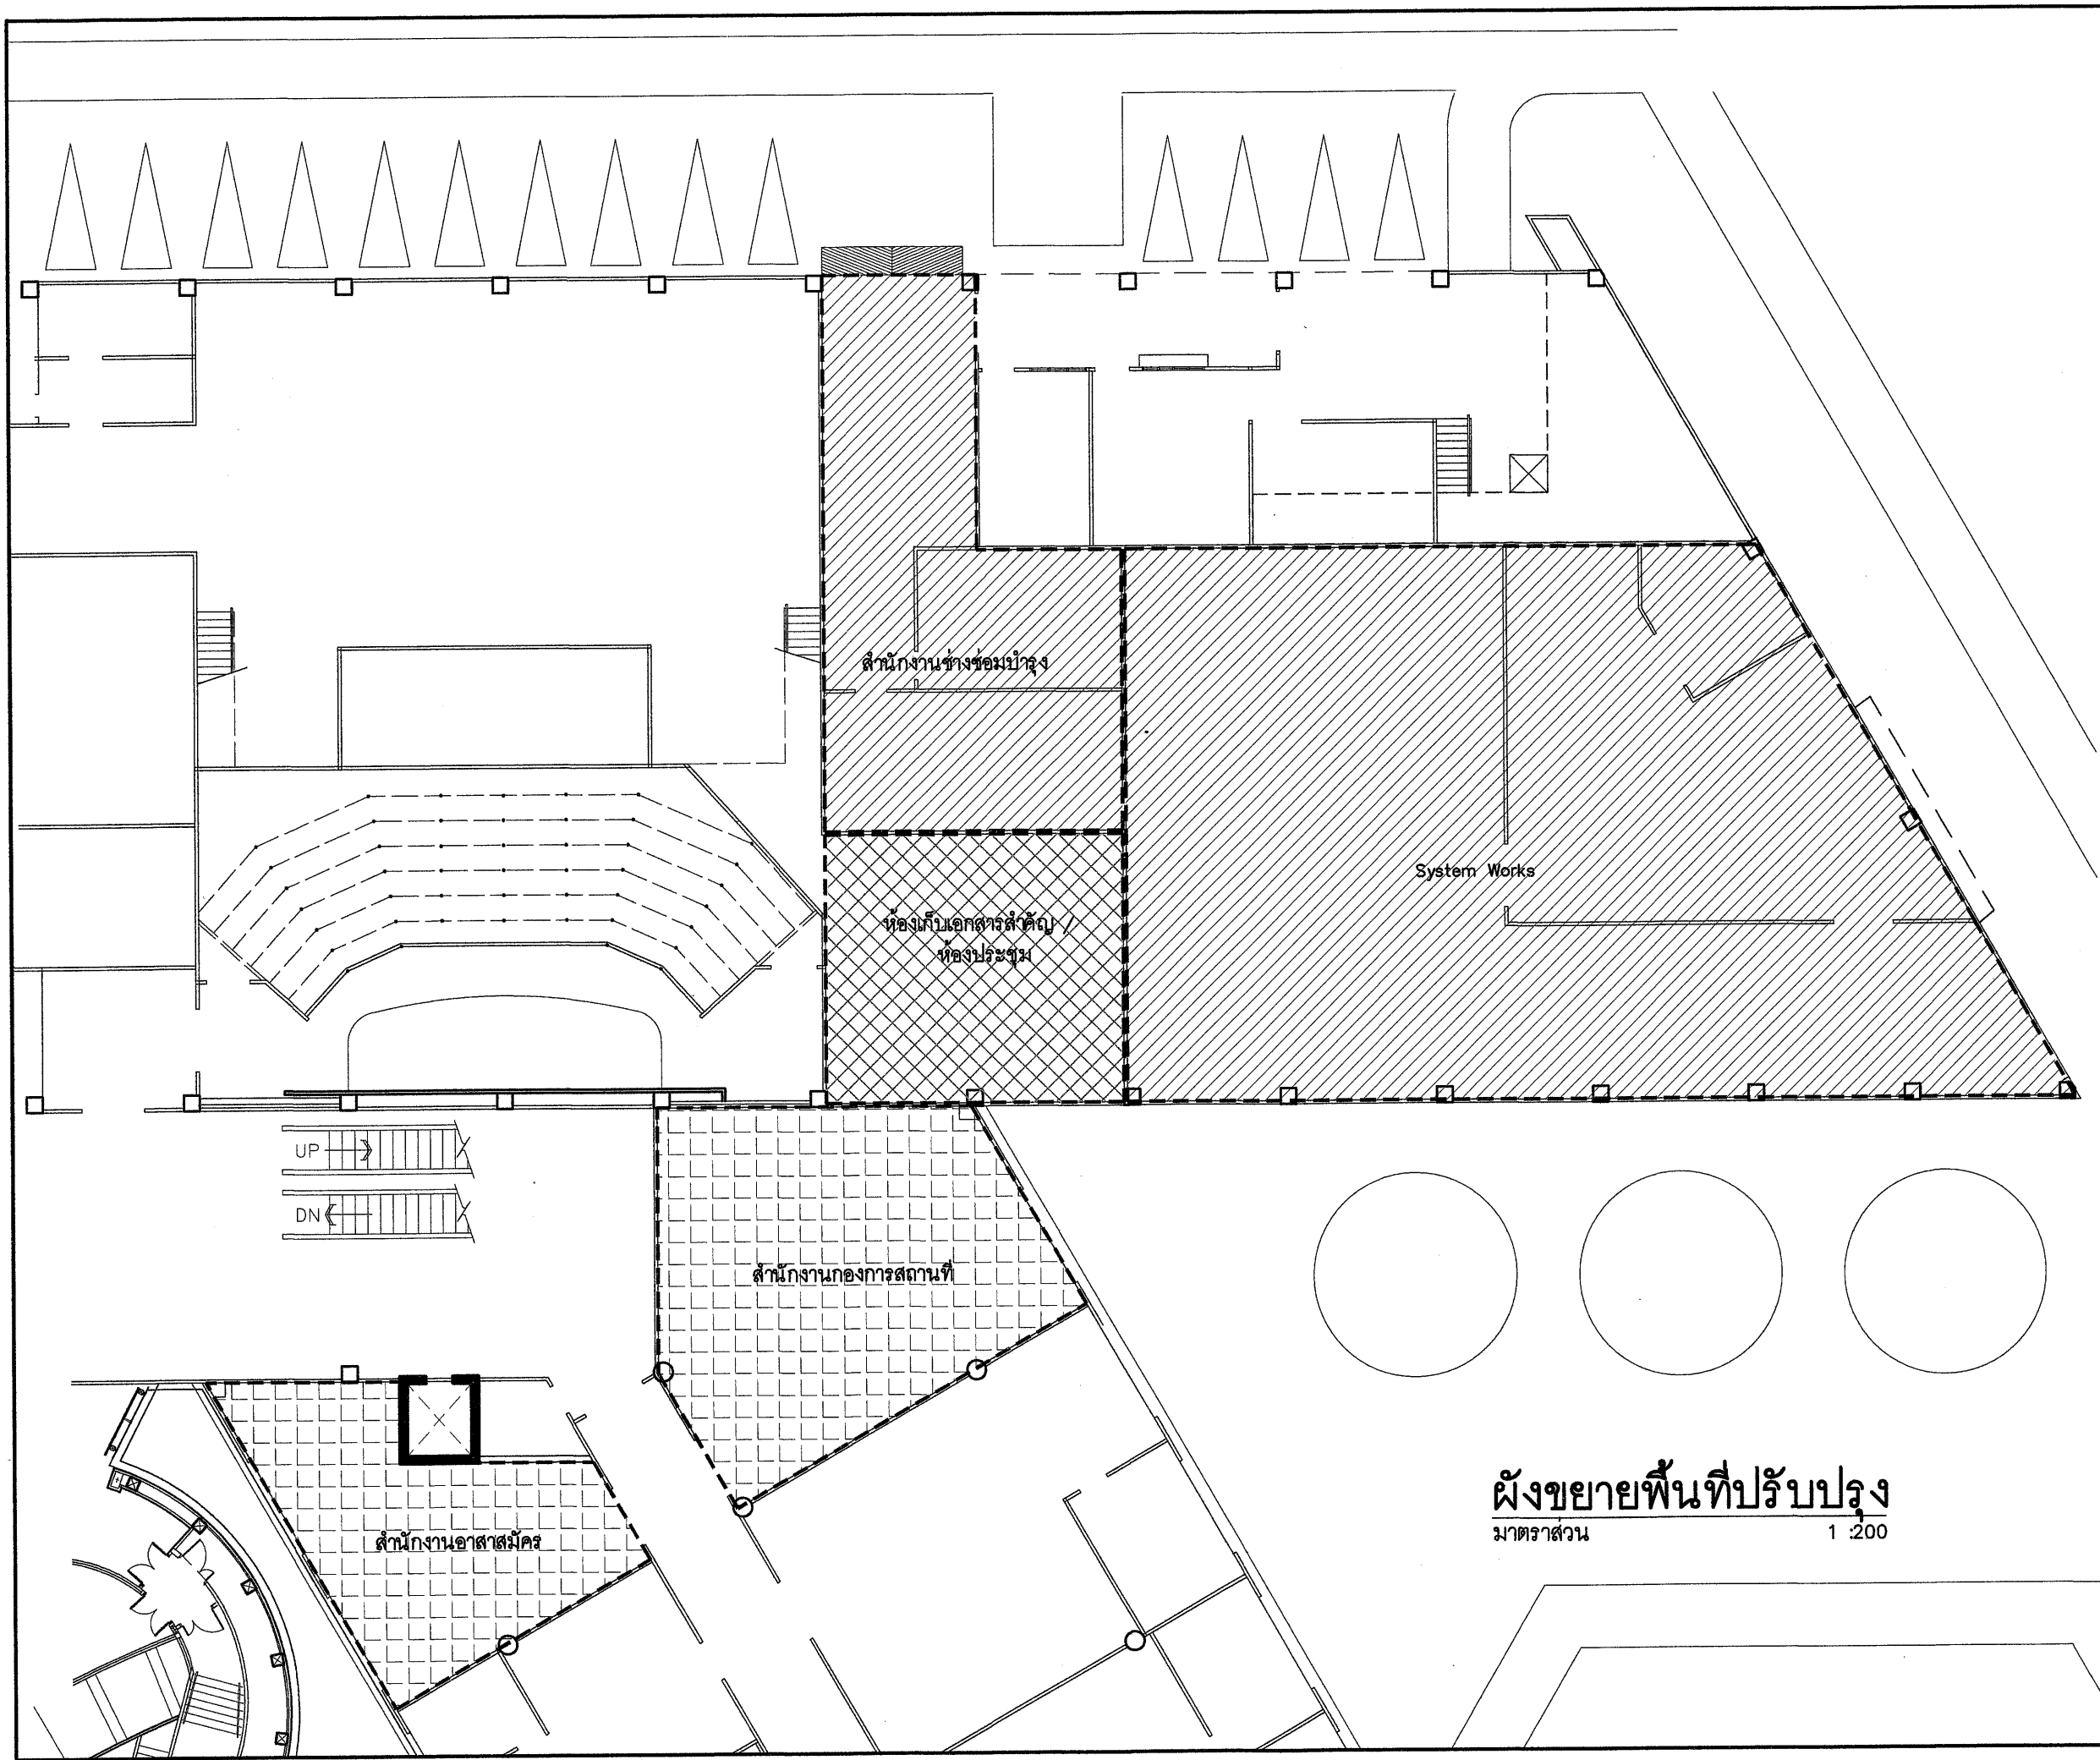 สำนักงานช่างซ่อมบำรุง
System Works
ห้องเก็บเอกสารสำคัญ /
ห้องประชุม
UP
DN
สำนักงานกองการสถานที่
สำนักงานอาสาสมัคร
ผังขยายพื้นที่ปรับปรุง
มาตราส่วน 1 :200